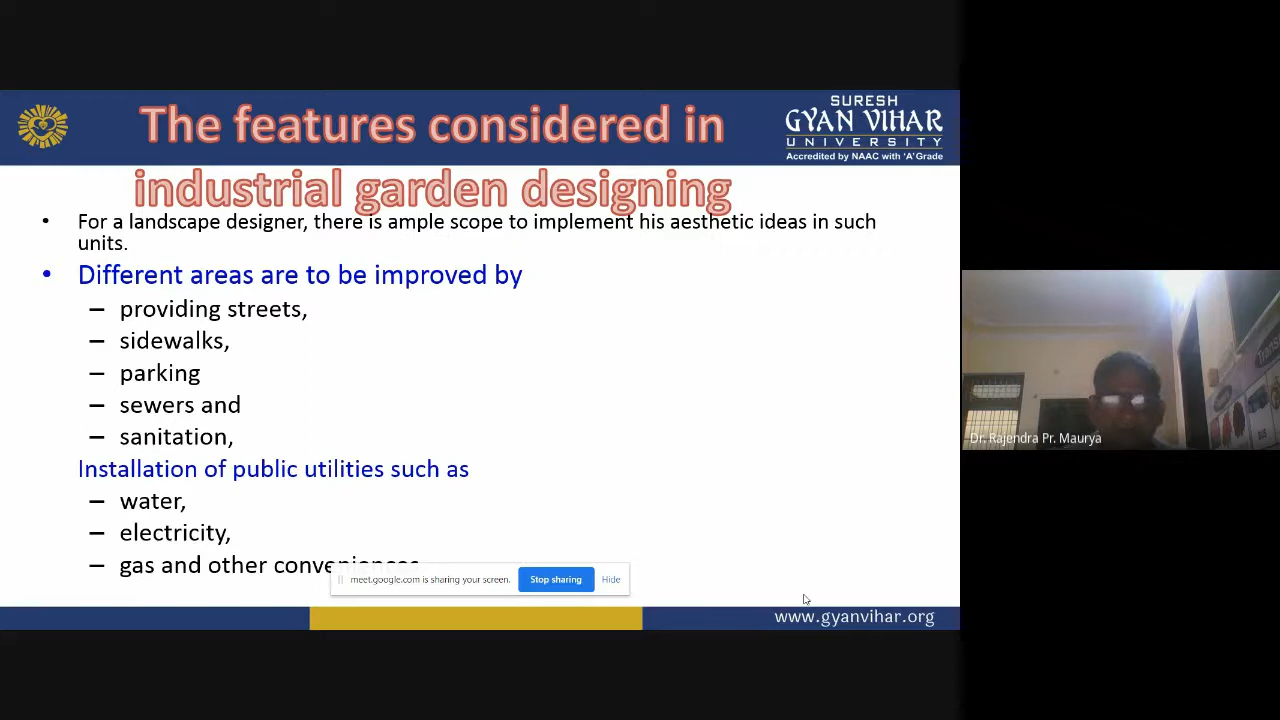 The features considered in
industrial garden designing
SURESH
GYAN VIHAR
UNIVERSITY
Accredited by NAAC with 'A' Grade
• For a landscape designer, there is ample scope to implement his aesthetic ideas in such
units.
• Different areas are to be improved by
– providing streets,
– sidewalks,
– parking
– sewers and
– sanitation,
Installation of public utilities such as
– water,
– electricity,
– gas and other conveniences
meet.google.com is sharing your screen. Stop sharing Hide
www.gyanvihar.org
Dr. Rajendra Pr. Maurya